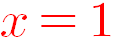 x = 1